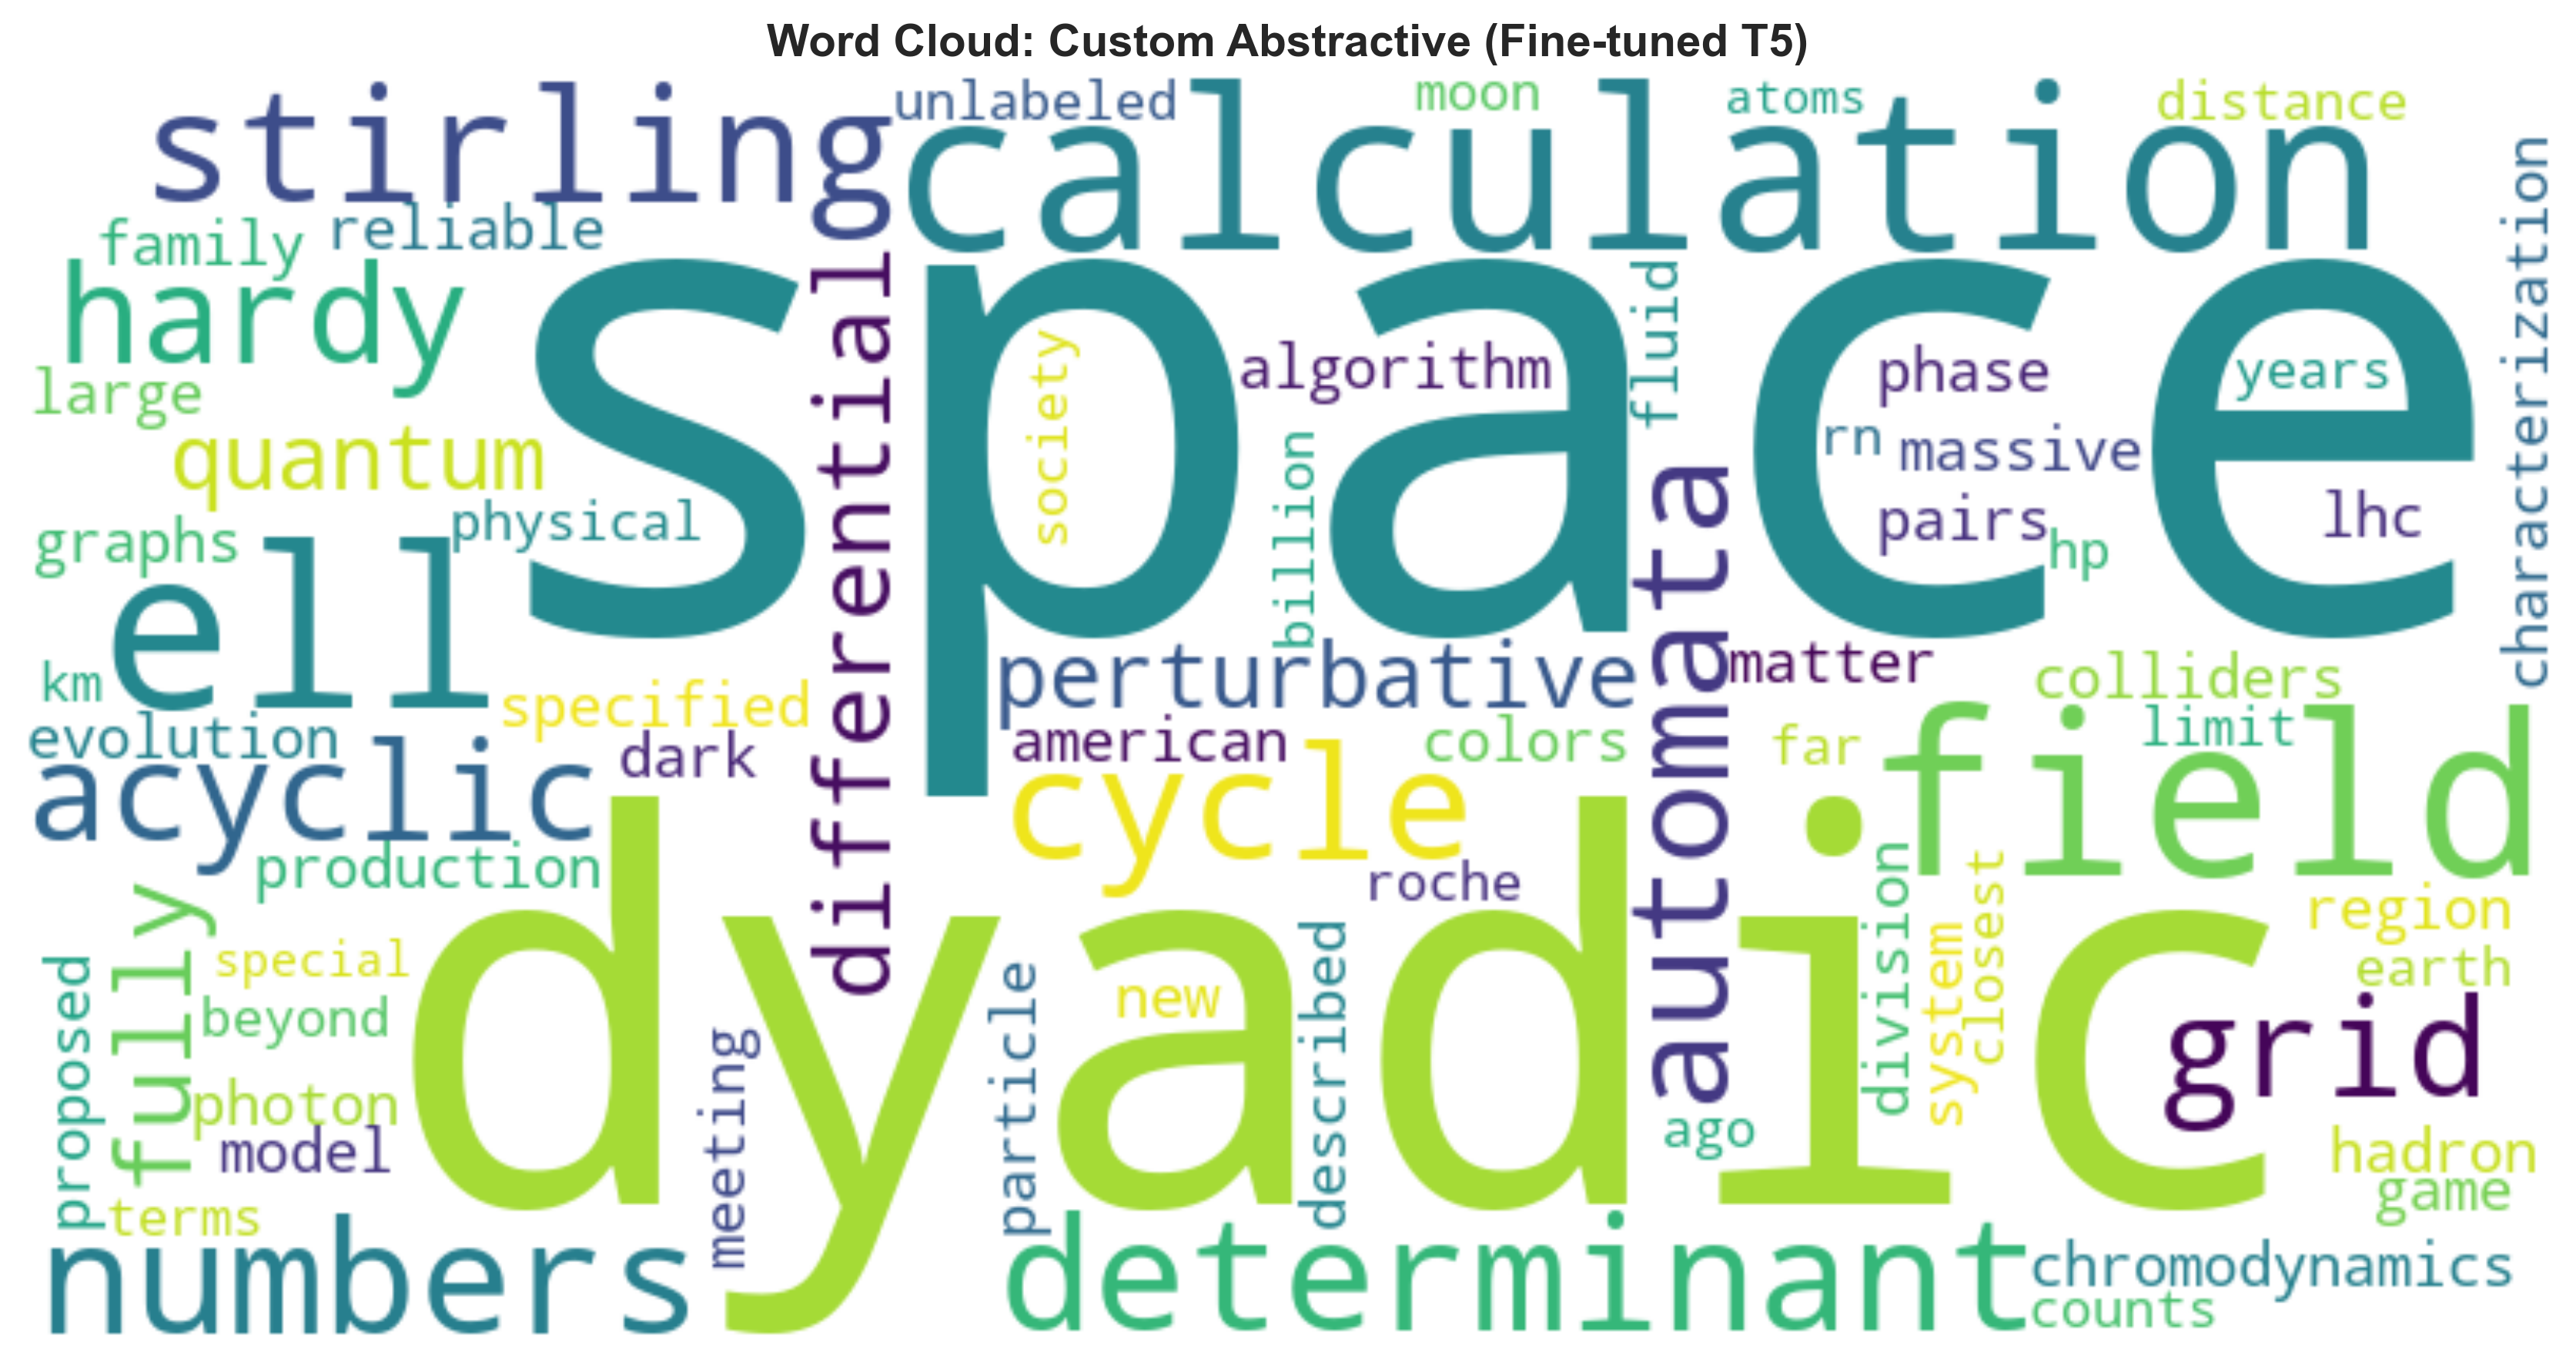 Word Cloud: Custom Abstractive (Fine-tuned T5)
stirling
unlabeled
calculation
moon
atoms
distance
characterization
family
reliable
hardy
space
differential
fluid
large
society
algorithm
phase
years
quantum
billion
rn
massive
physical
pairs
hp
lhc
graphs
ell
automata
km
specified
perturbative
matter
colliders
evolution
dark
american
colors
far
limit
field
acyclic
cycle
production
roche
division
closest
region
fully
dyadic
special
proposed
beyond
new
particle
described
system
earth
photon
meeting
grid
model
ago
hadron
terms
game
numbers
determinant
chromodynamics
counts